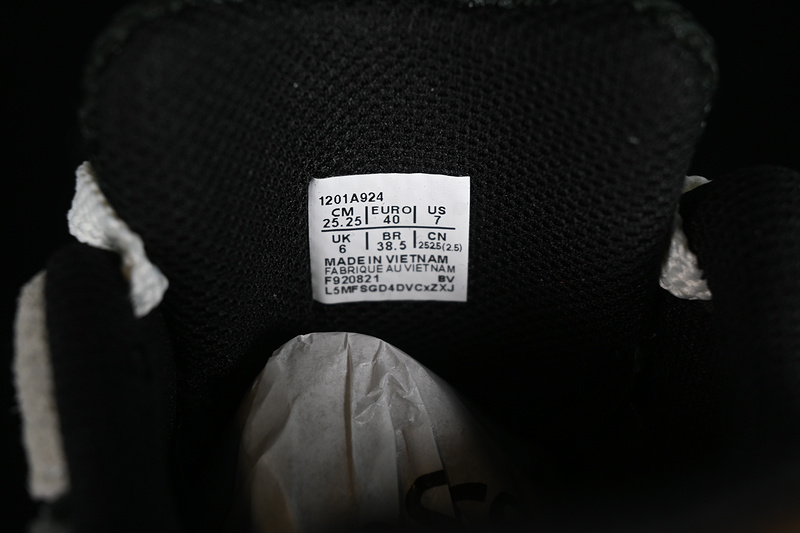 1201A924
CM EURO US
25.25 40 7
UK BR CN
6 38.5 2525(2.5)
MADE IN VIETNAM
FABRIQUE AU VIETNAM
F920821 BV
L5MFSGD4DVCxZXJ